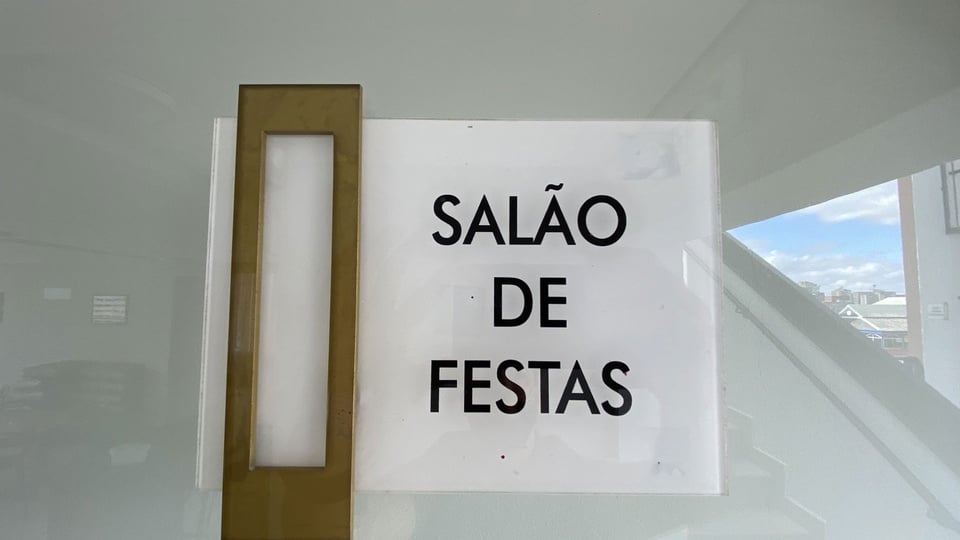 SALÃO
DE
FESTAS